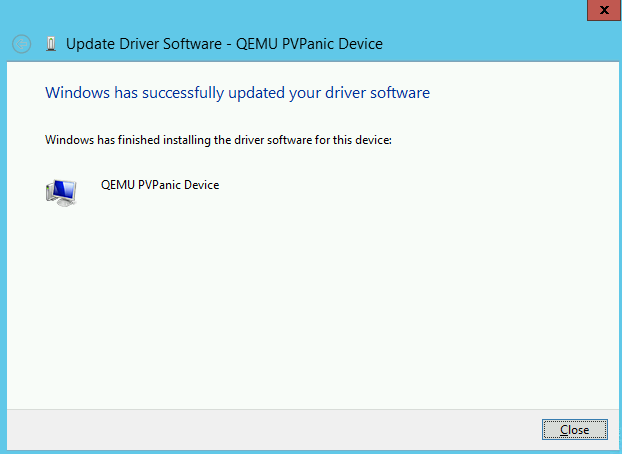 x
Update Driver Software - QEMU PVPanic Device
Windows has successfully updated your driver software
Windows has finished installing the driver software for this device:
QEMU PVPanic Device
Close